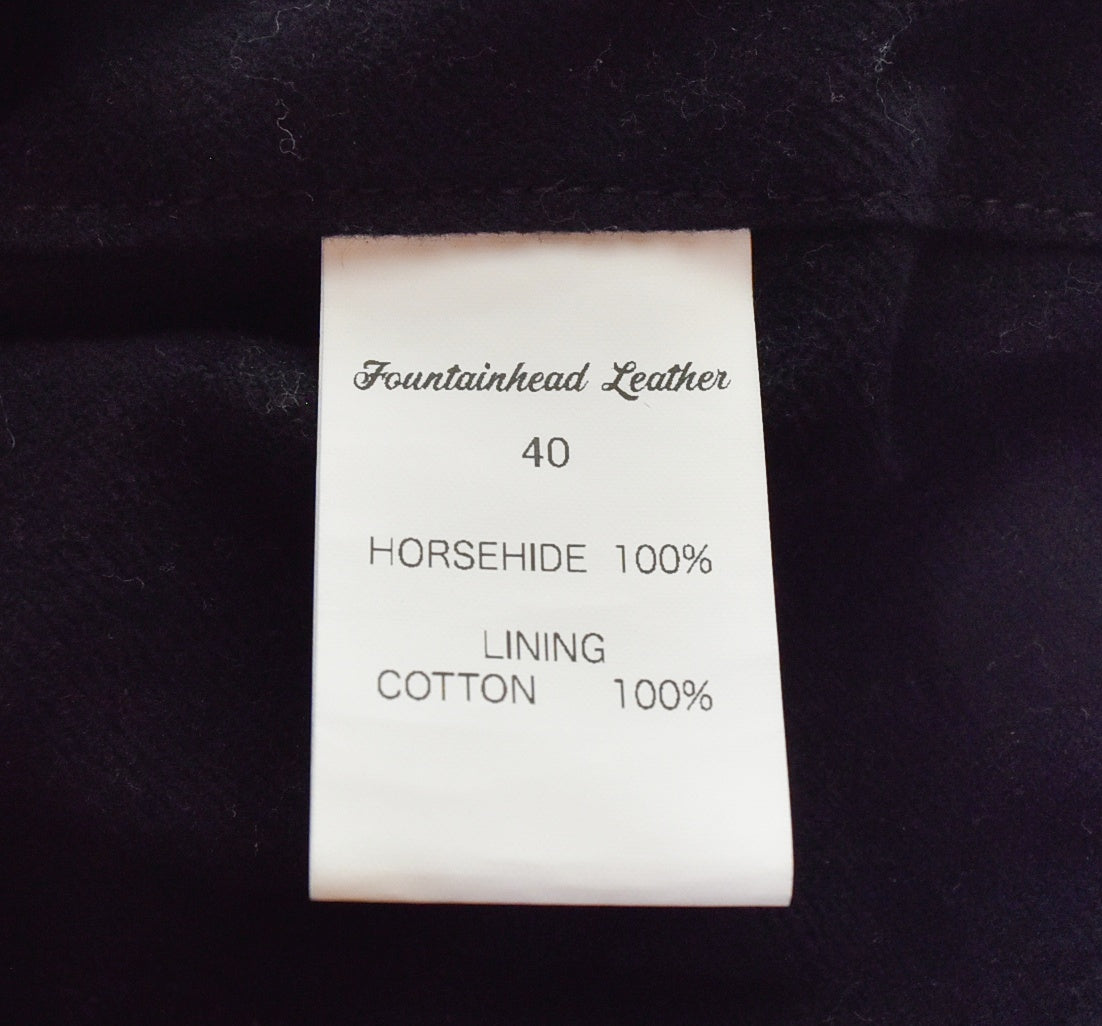 Fountainhead Leather
40
HORSEHIDE 100%
LINING
COTTON 100%